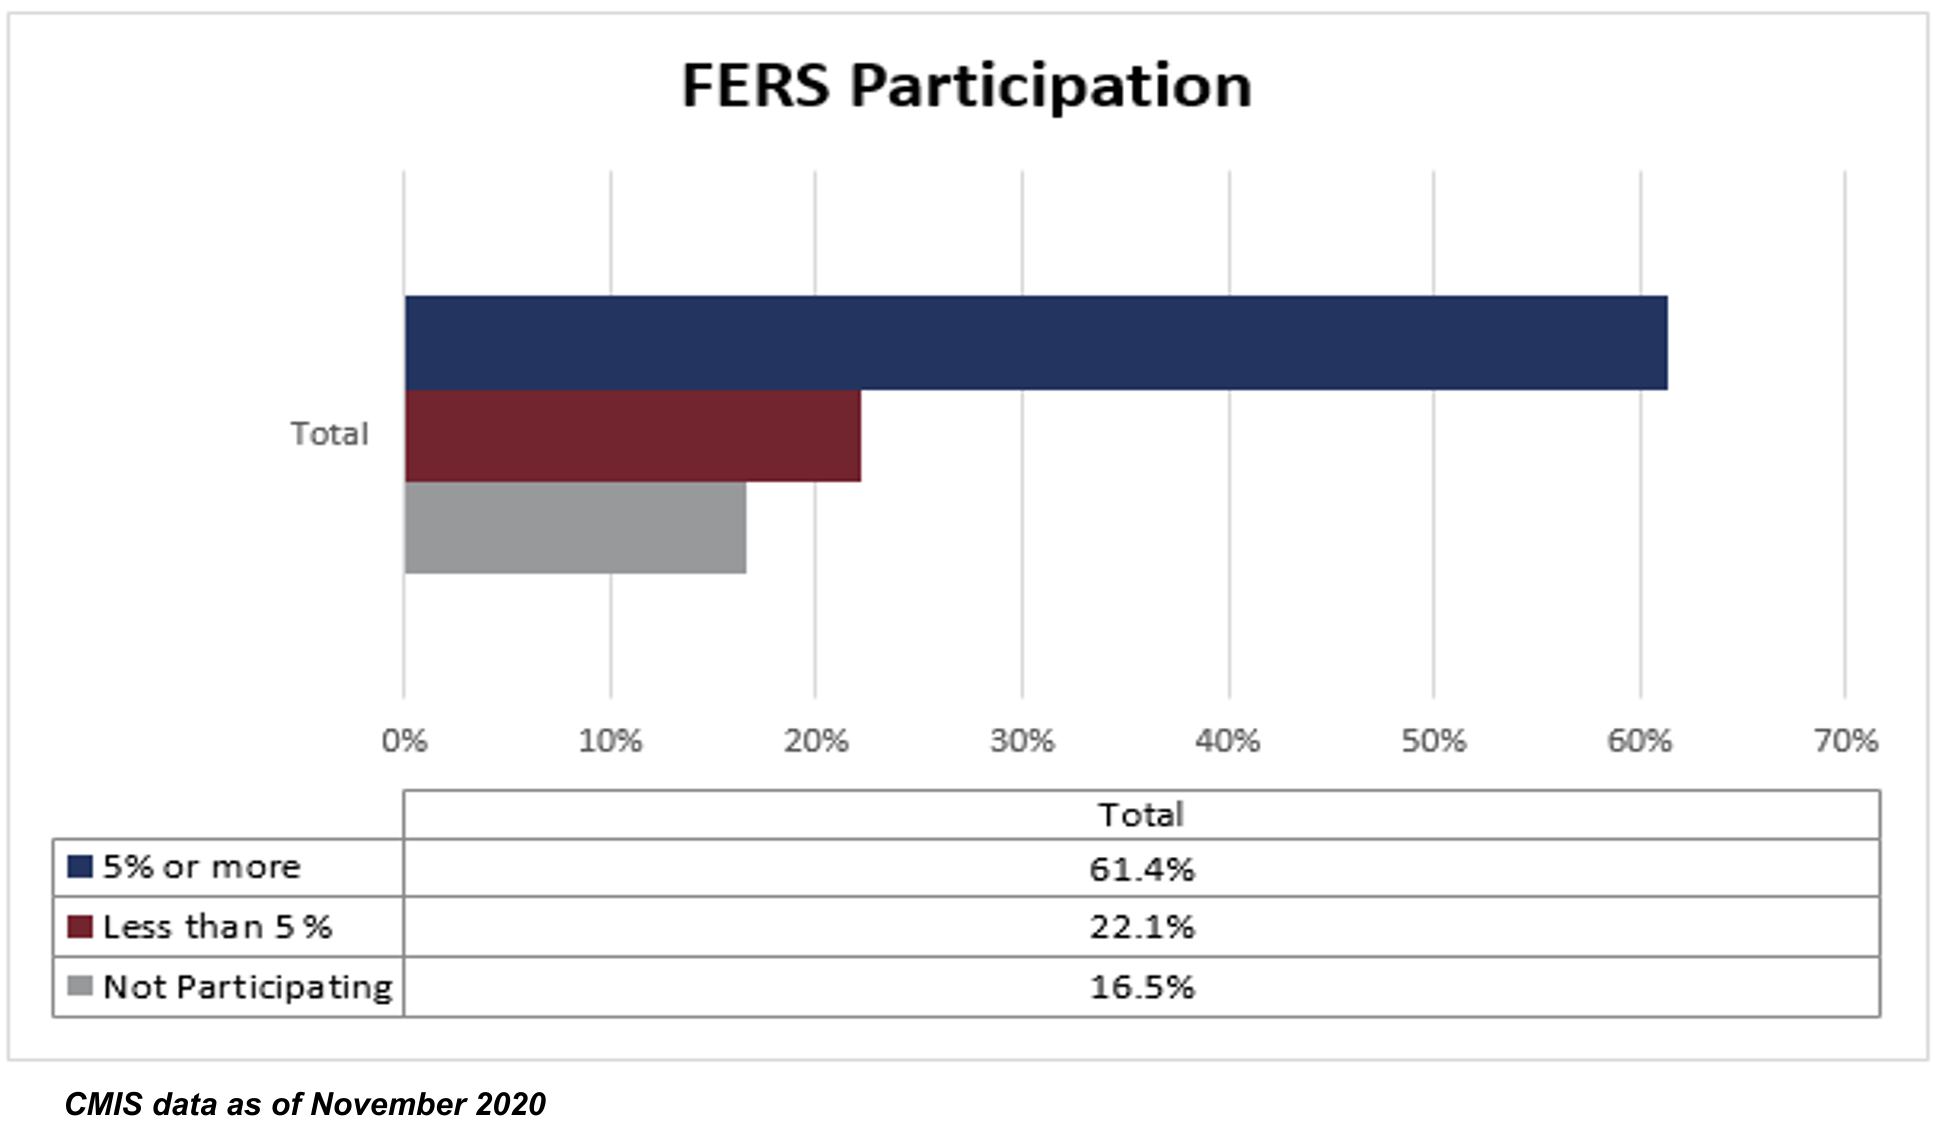 FERS Participation
Total
0% 10% 20% 30% 40% 50% 60% 70%
Total
5% or more 61.4%
Less than 5 % 22.1%
Not Participating 16.5%
CMIS data as of November 2020